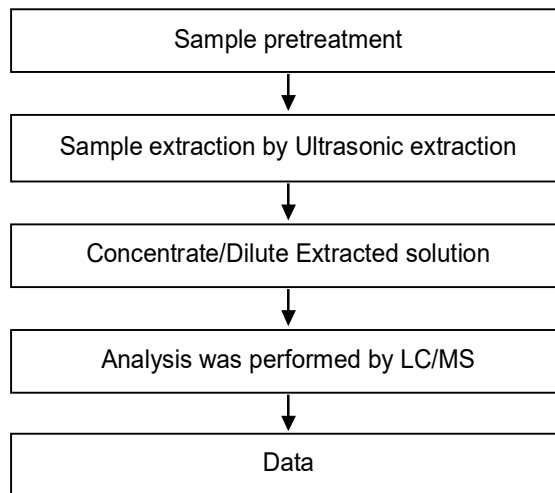 Sample pretreatment
Sample extraction by Ultrasonic extraction
Concentrate/Dilute Extracted solution
Analysis was performed by LC/MS
Data